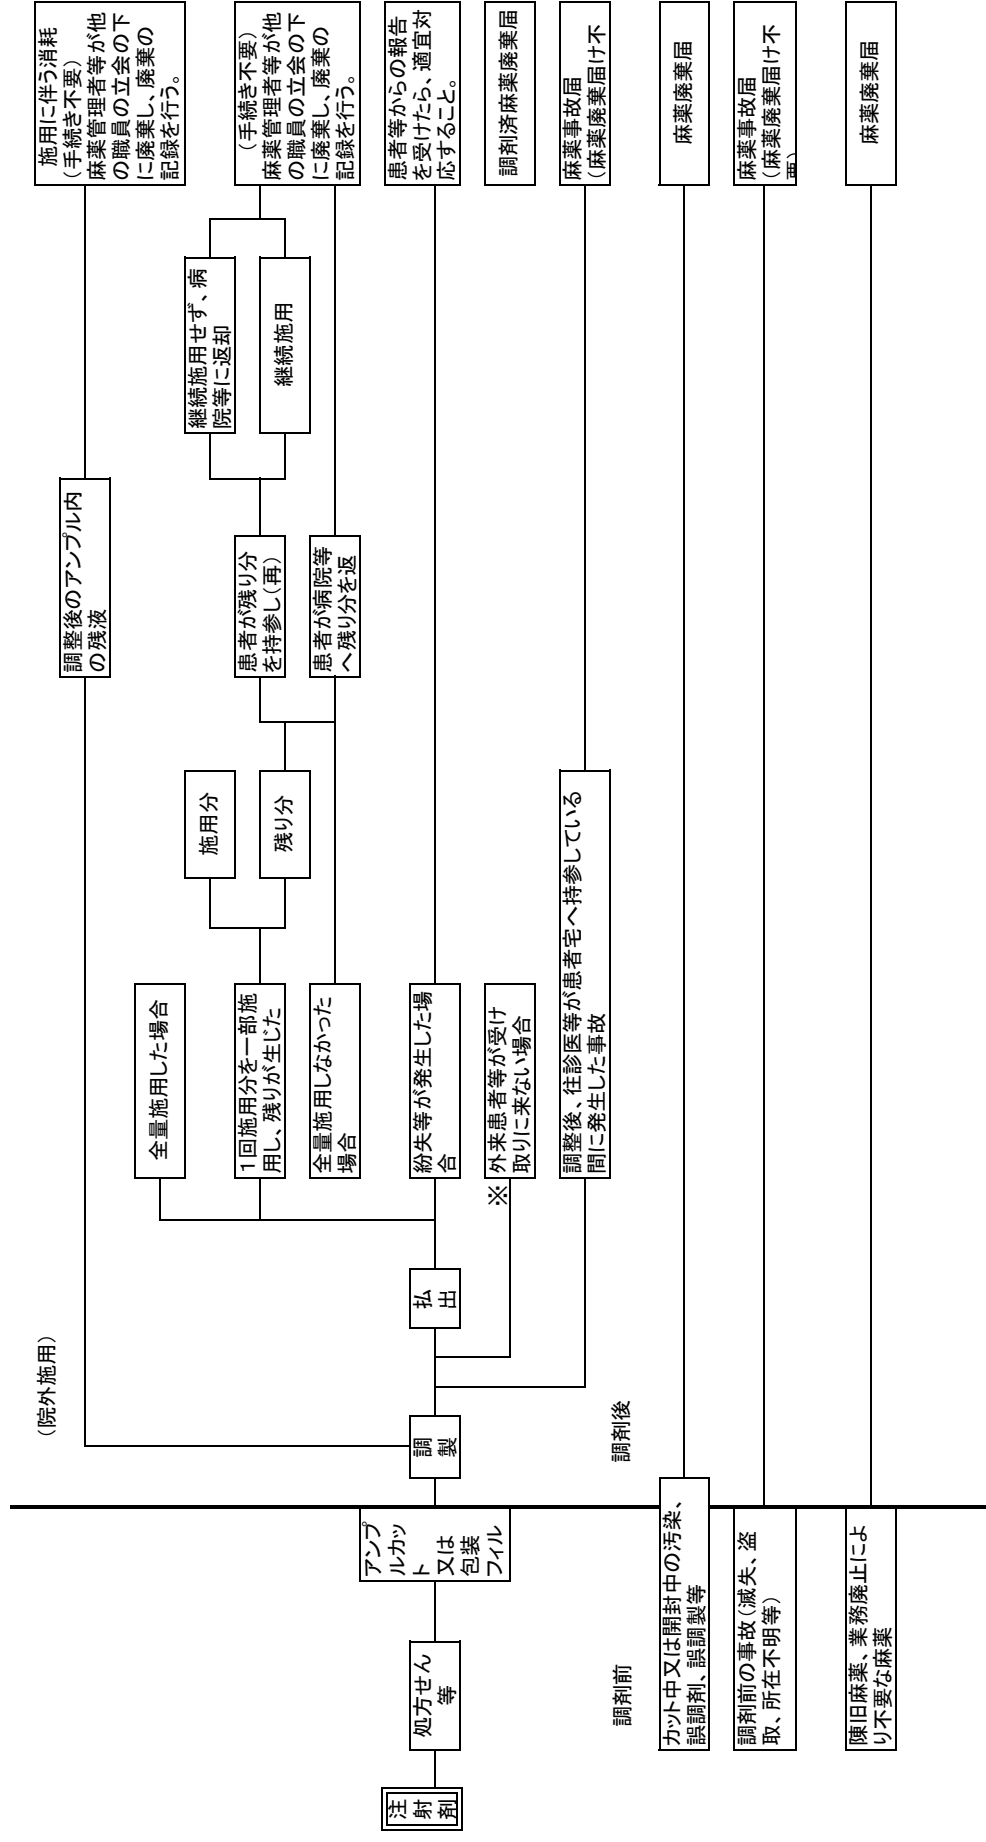 (院外施用)
注
射
剤
処方せん
等
アンプ
ルカッ
ト
又は
包装
フィル
調
製
払
出
調剤前
調剤後
調整後のアンプル内
の残液
施用に伴う消耗
(手続き不要)
麻薬管理者等が他
の職員の立会の下
に廃棄し、廃棄の
記録を行う。
全量施用した場合
1回施用分を一部施
用し、残りが生じた
全量施用しなかった
場合
施用分
残り分
患者が残り分
を持参し(再)
患者が病院等
へ残り分を返
継続施用せず、病
院等に返却
継続施用
(手続き不要)
麻薬管理者等が他
の職員の立会の下
に廃棄し、廃棄の
記録を行う。
紛失等が発生した場
合
患者等からの報告
を受けたら、適宜対
応すること。
※
外来患者等が受け
取りに来ない場合
調剤済麻薬廃棄届
調整後、往診医等が患者宅へ持参している
間に発生した事故
麻薬事故届
(麻薬廃棄届け不
カット中又は開封中の汚染、
誤調剤、誤調製等
麻薬廃棄届
調剤前の事故(滅失、盗
取、所在不明等)
麻薬事故届
(麻薬廃棄届け不
要)
陳旧麻薬、業務廃止によ
り不要な麻薬
麻薬廃棄届